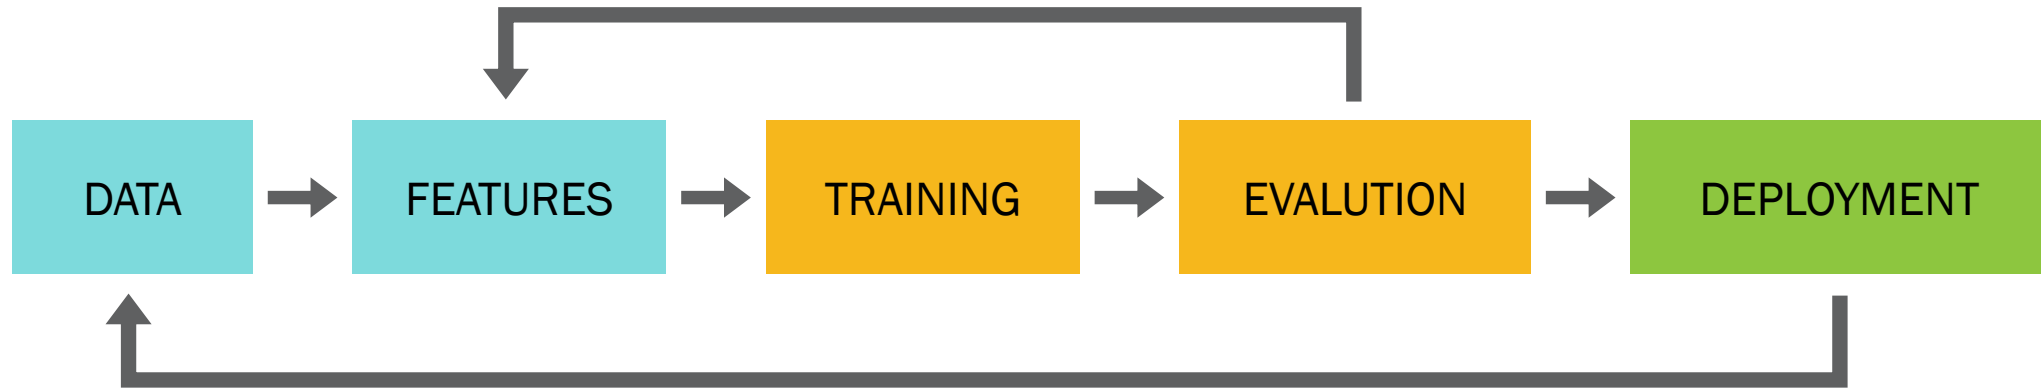 DATA
FEATURES
TRAINING
EVALUTION
DEPLOYMENT